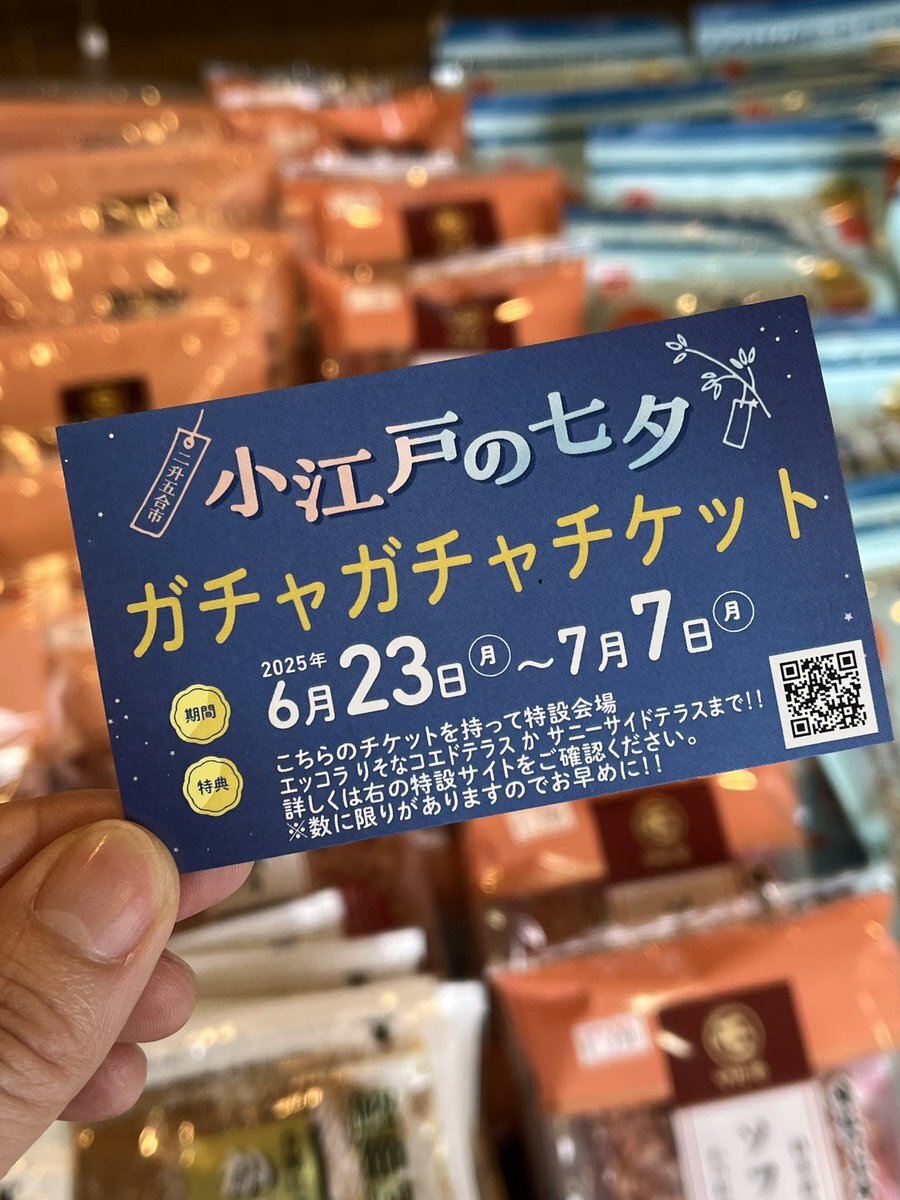 二升五合市
小江戸の七夕
ガチャガチャチケット
期間
2025年
6月23日㊊〜7月7日㊊
特典
こちらのチケットを持って特設会場
エッコラ りそなコエドテラス か サニーサイドテラスまで!!
詳しくは右の特設サイトをご確認ください。
※数に限りがありますのでお早めに!!